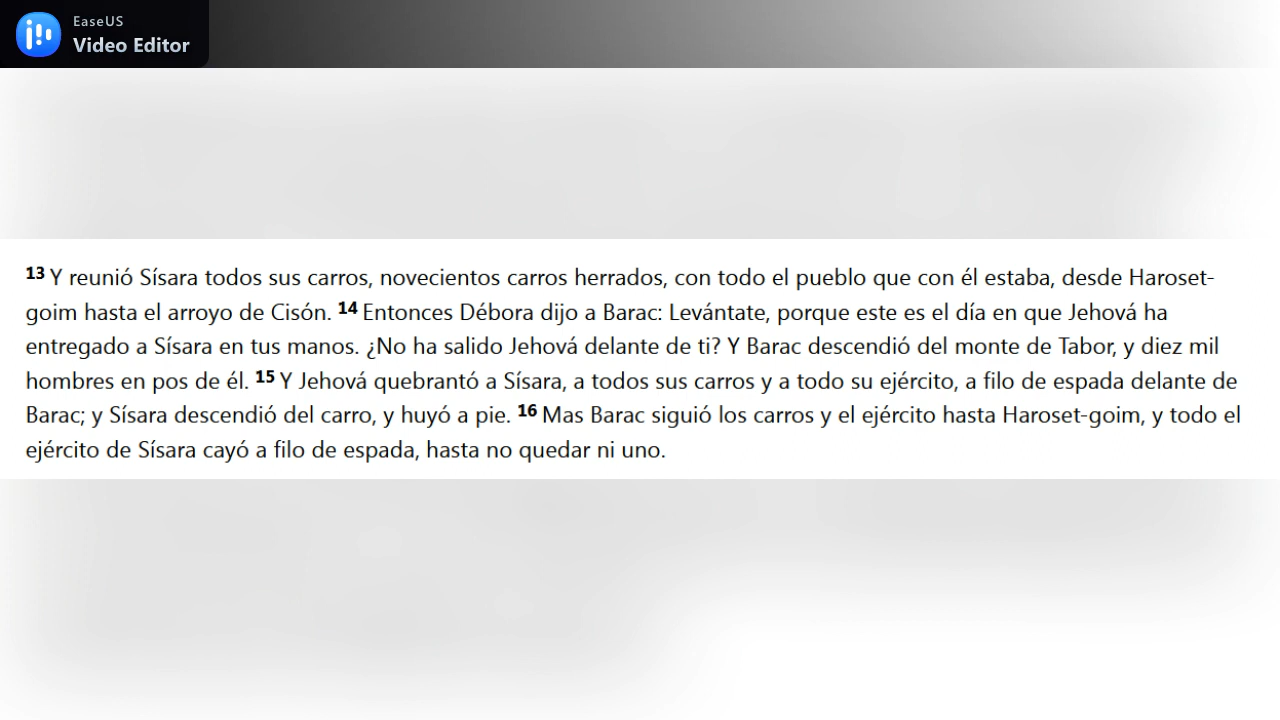 EaseUS
Video Editor
13 Y reunió Sísara todos sus carros, novecientos carros herrados, con todo el pueblo que con él estaba, desde Haroset-
goim hasta el arroyo de Cisón. 14 Entonces Débora dijo a Barac: Levántate, porque este es el día en que Jehová ha
entregado a Sísara en tus manos. ¿No ha salido Jehová delante de ti? Y Barac descendió del monte de Tabor, y diez mil
hombres en pos de él. 15 Y Jehová quebrantó a Sísara, a todos sus carros y a todo su ejército, a filo de espada delante de
Barac; y Sísara descendió del carro, y huyó a pie. 16 Mas Barac siguió los carros y el ejército hasta Haroset-goim, y todo el
ejército de Sísara cayó a filo de espada, hasta no quedar ni uno.